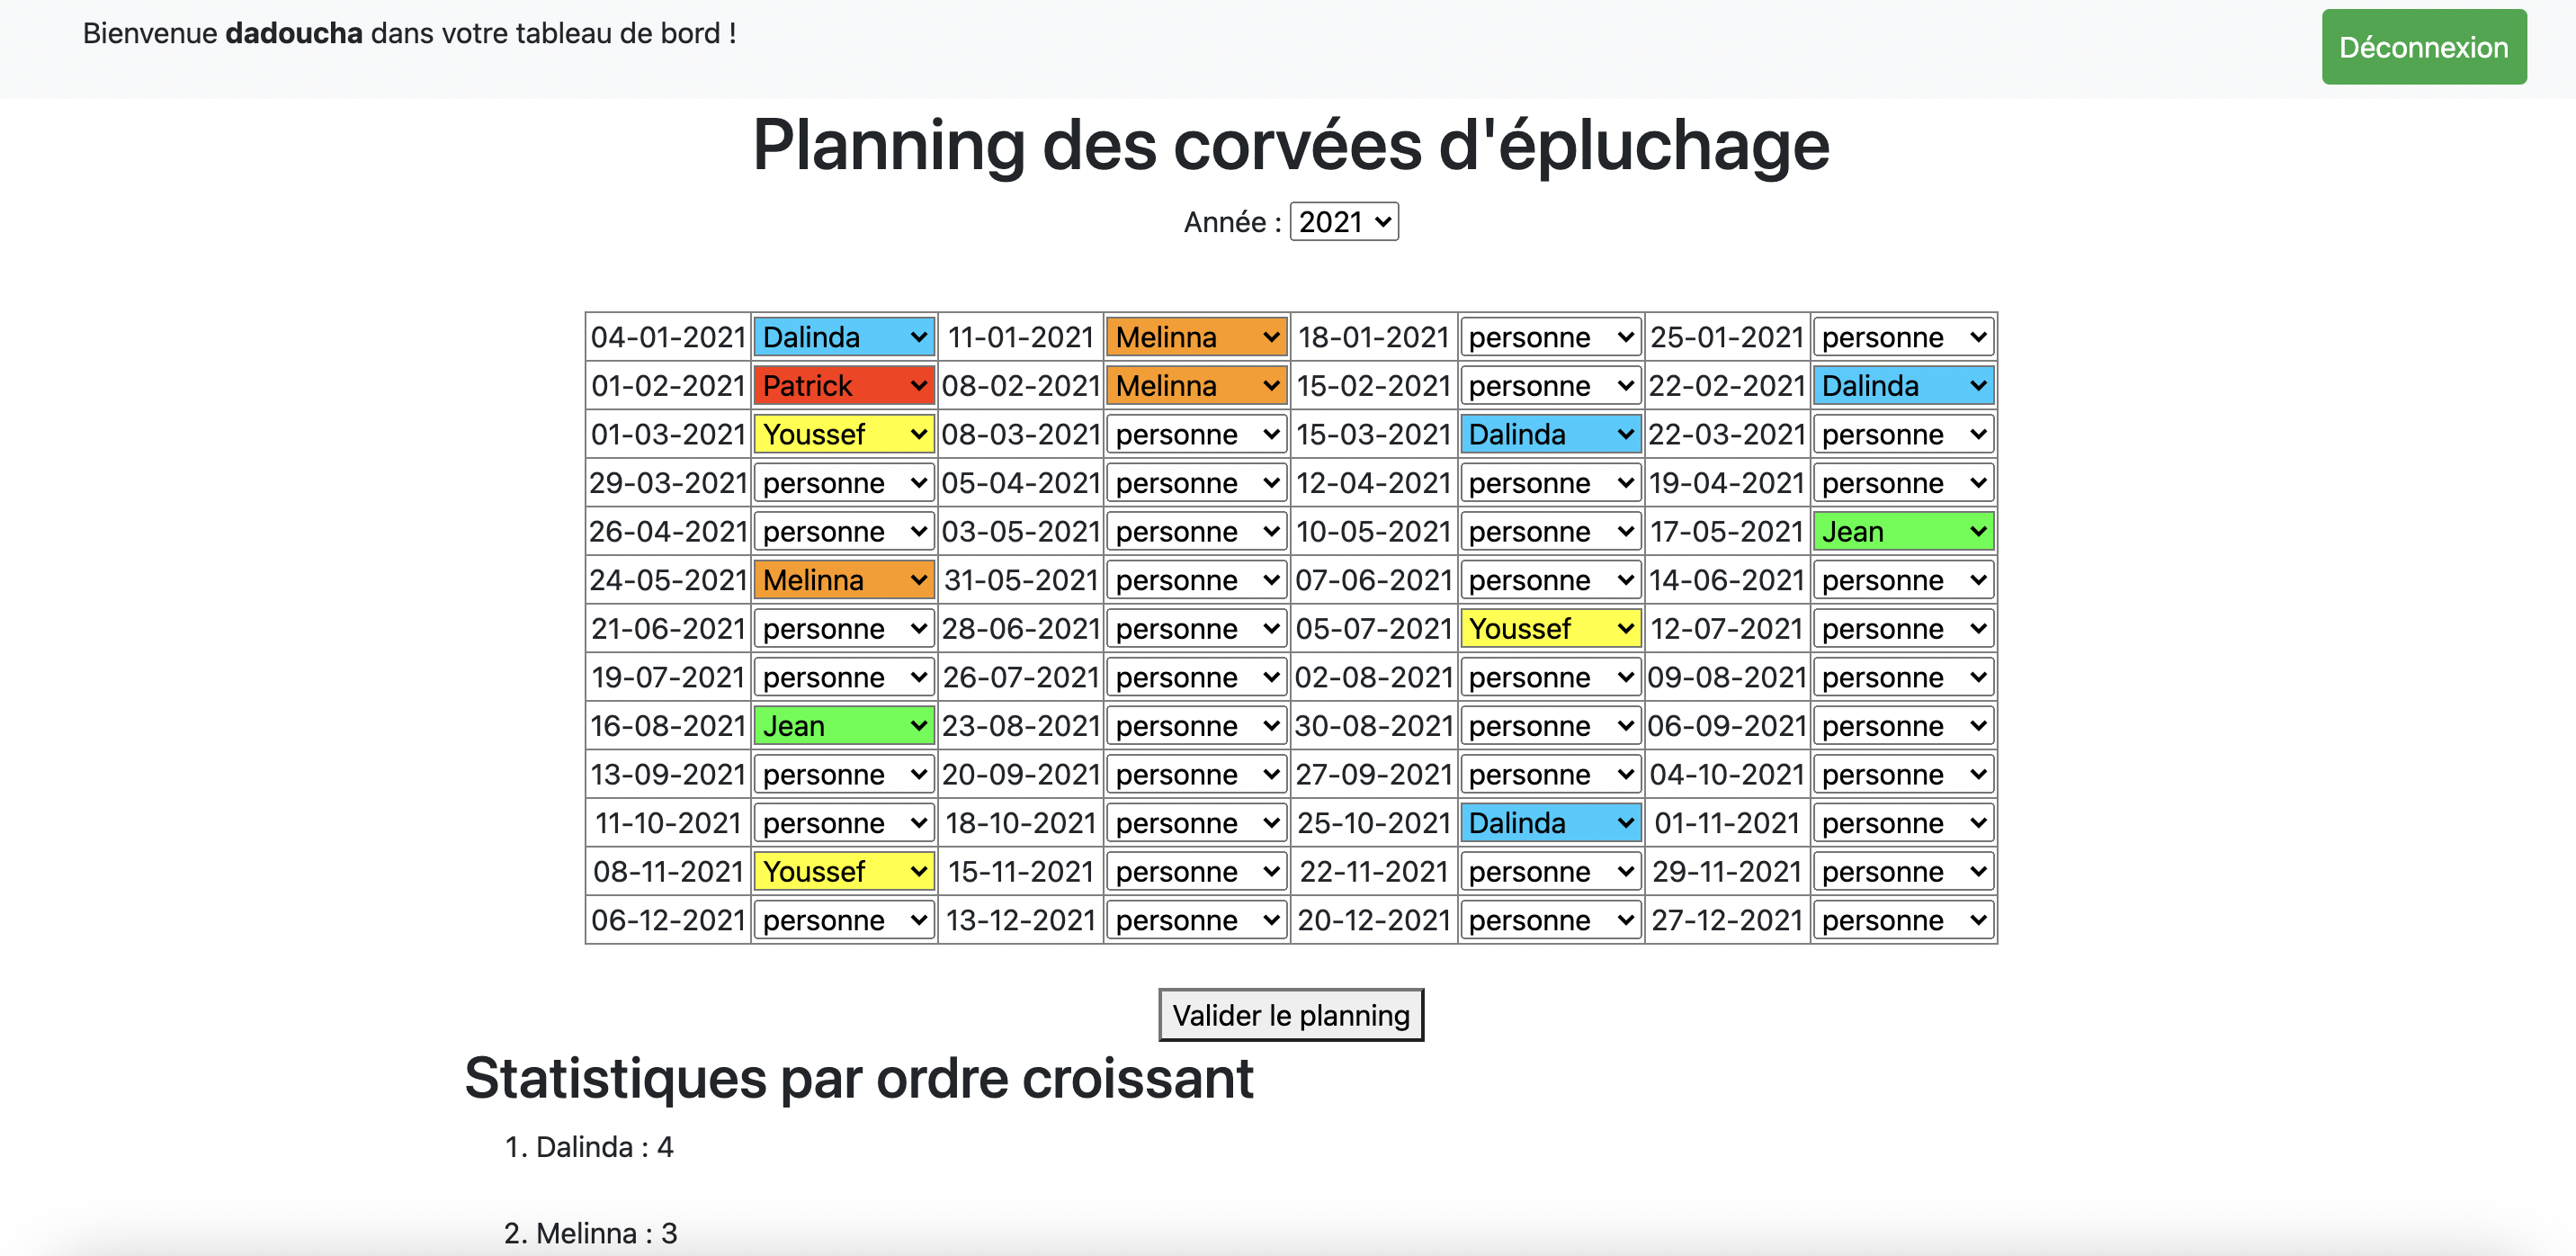 Bienvenue dadoucha dans votre tableau de bord !
Déconnexion
Planning des corvées d'épluchage
Année : 2021
04-01-2021 Dalinda 11-01-2021 Melinna 18-01-2021 personne 25-01-2021 personne
01-02-2021 Patrick 08-02-2021 Melinna 15-02-2021 personne 22-02-2021 Dalinda
01-03-2021 Youssef 08-03-2021 personne 15-03-2021 Dalinda 22-03-2021 personne
29-03-2021 personne 05-04-2021 personne 12-04-2021 personne 19-04-2021 personne
26-04-2021 personne 03-05-2021 personne 10-05-2021 personne 17-05-2021 Jean
24-05-2021 Melinna 31-05-2021 personne 07-06-2021 personne 14-06-2021 personne
21-06-2021 personne 28-06-2021 personne 05-07-2021 Youssef 12-07-2021 personne
19-07-2021 personne 26-07-2021 personne 02-08-2021 personne 09-08-2021 personne
16-08-2021 Jean 23-08-2021 personne 30-08-2021 personne 06-09-2021 personne
13-09-2021 personne 20-09-2021 personne 27-09-2021 personne 04-10-2021 personne
11-10-2021 personne 18-10-2021 personne 25-10-2021 Dalinda 01-11-2021 personne
08-11-2021 Youssef 15-11-2021 personne 22-11-2021 personne 29-11-2021 personne
06-12-2021 personne 13-12-2021 personne 20-12-2021 personne 27-12-2021 personne
Valider le planning
Statistiques par ordre croissant
1. Dalinda : 4
2. Melinna : 3